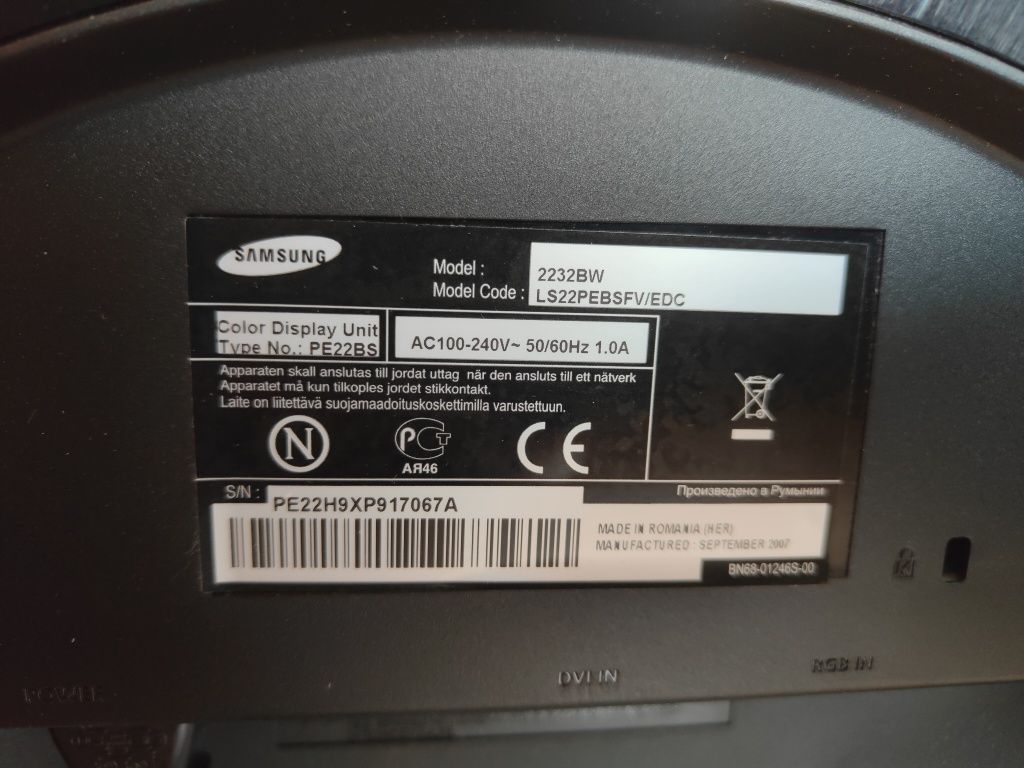 SAMSUNG
Model :
2232BW
Model Code :
LS22PEBSFV/EDC
Color Display Unit
Type No.: PE22BS
AC100-240V~ 50/60Hz 1.0A
Apparaten skall anslutas till jordat uttag när den ansluts till ett nätverk
Apparatet må kun tilkoples jordet stikkontakt.
Laite on liitettävä suojamaadoituskoskettimilla varustettuun.
N
РСТ
АЯ46
CE
S/N :
PE22H9XP917067A
Произведено в Румынии
MADE IN ROMANIA (HER)
MANUFACTURED : SEPTEMBER 2007
BN68-01246S-00
POWER
DVI IN
RGB IN